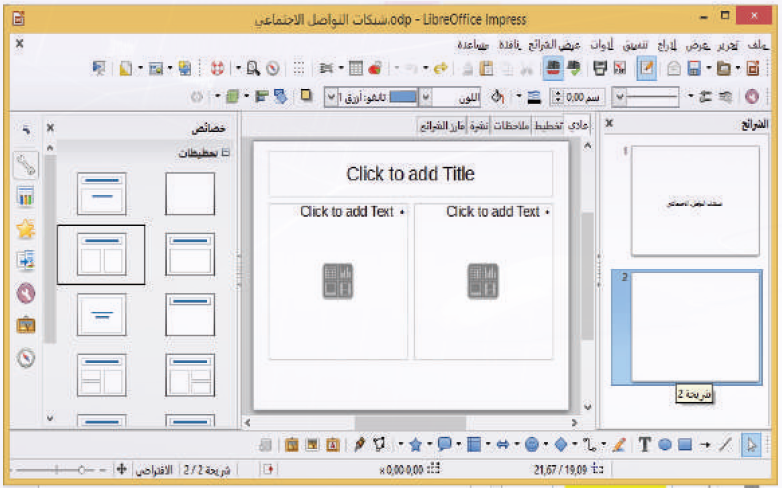 شبكات التواصل الاجتماعي.odp - LibreOffice Impress
ملف تحرير عرض إدراج تنسيق أدوات عرض الشرائح نافذة مساعدة
سم 0,00
اللون
تانغو: أزرق 1
الشرائح
عادي تخطيط ملاحظات نشرة فارز الشرائح
خصائص
تخطيطات
1
شبكات التواصل الاجتماعي
2
شريحة 2
Click to add Title
Click to add Text
Click to add Text
21,67 / 19,09
0,00 x 0,00
شريحة 2 / 2
الافتراضي